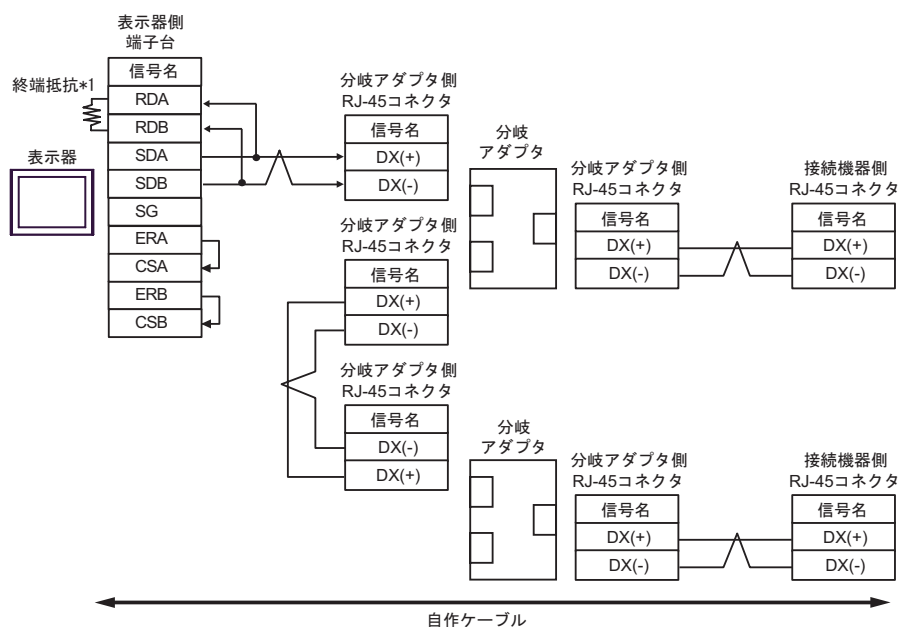 表示器側
端子台
信号名
終端抵抗*1
RDA
RDB
SDA
SDB
SG
ERA
CSA
ERB
CSB
表示器
分岐アダプタ側
RJ-45コネクタ
信号名
DX(+)
DX(-)
分岐
アダプタ
分岐アダプタ側
RJ-45コネクタ
信号名
DX(+)
DX(-)
接続機器側
RJ-45コネクタ
信号名
DX(+)
DX(-)
分岐アダプタ側
RJ-45コネクタ
信号名
DX(+)
DX(-)
分岐アダプタ側
RJ-45コネクタ
信号名
DX(-)
DX(+)
分岐
アダプタ
分岐アダプタ側
RJ-45コネクタ
信号名
DX(+)
DX(-)
接続機器側
RJ-45コネクタ
信号名
DX(+)
DX(-)
自作ケーブル